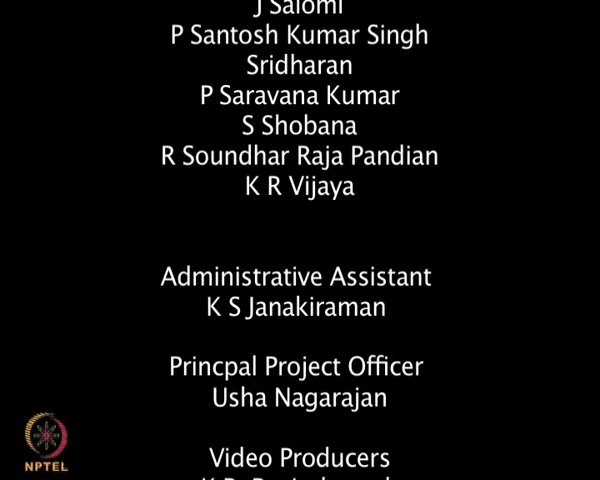 J Salomi
P Santosh Kumar Singh
Sridharan
P Saravana Kumar
S Shobana
R Soundhar Raja Pandian
K R Vijaya
Administrative Assistant
K S Janakiraman
Princpal Project Officer
Usha Nagarajan
NPTEL
Video Producers